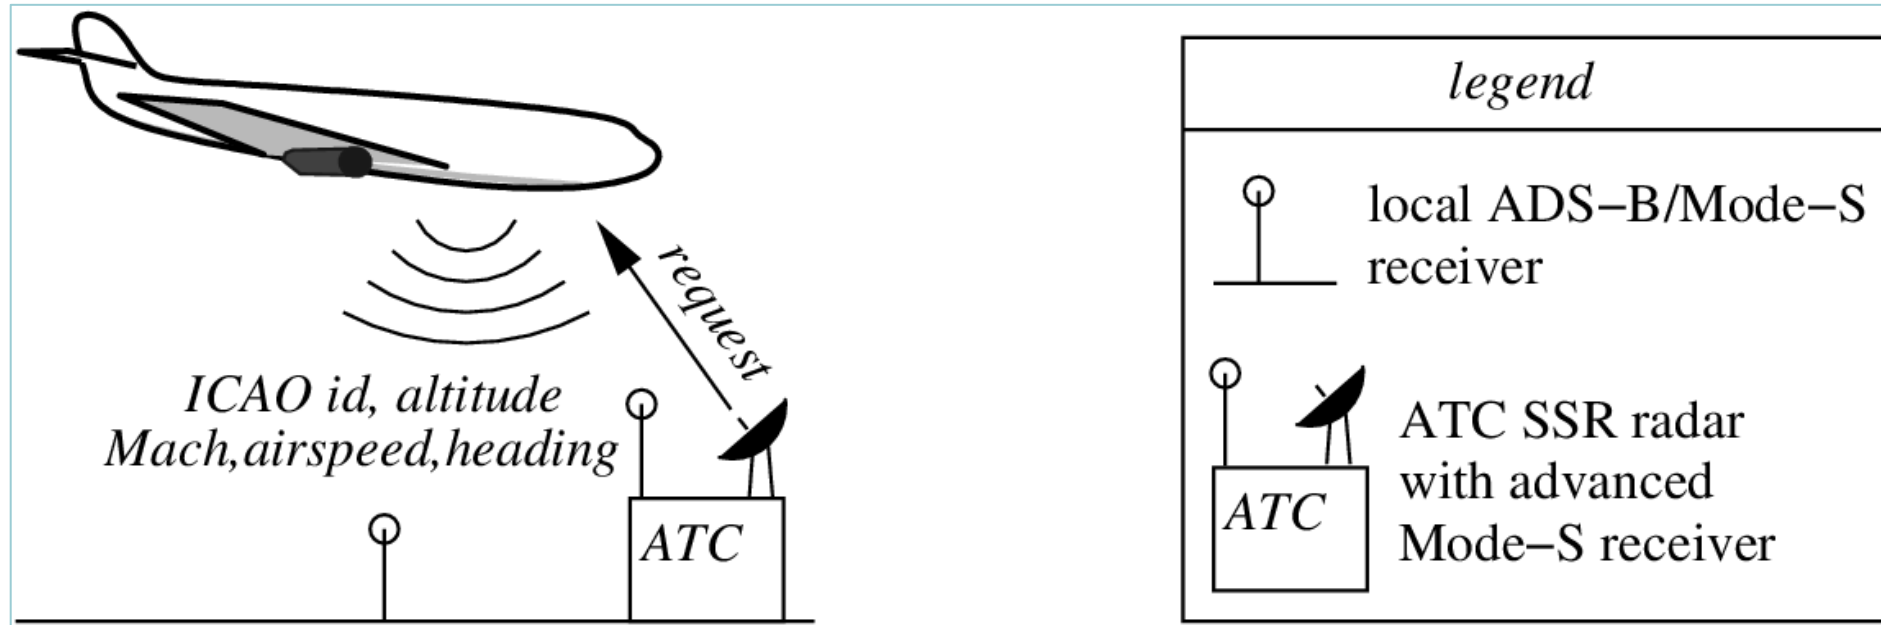 request
ICAO id, altitude
Mach,airspeed,heading
ATC
legend
local ADS−B/Mode−S
receiver
ATC
ATC SSR radar
with advanced
Mode−S receiver